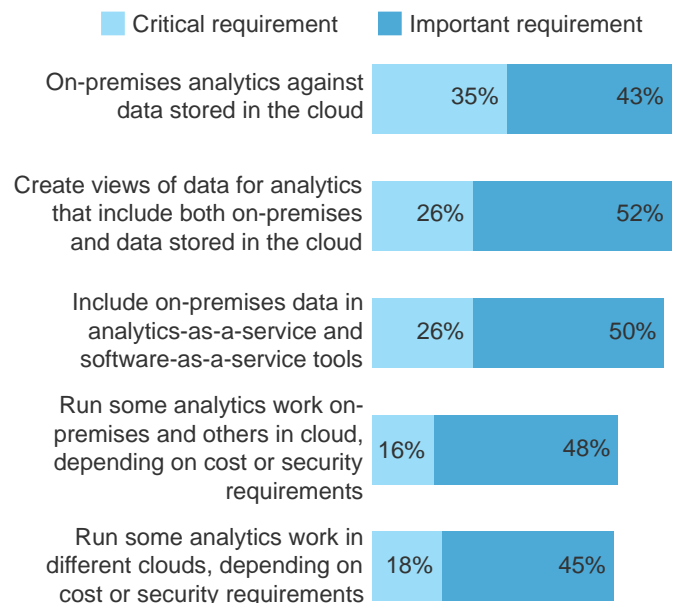 Critical requirement Important requirement
On-premises analytics against
data stored in the cloud
35% 43%
Create views of data for analytics
that include both on-premises
and data stored in the cloud
26% 52%
Include on-premises data in
analytics-as-a-service and
software-as-a-service tools
26% 50%
Run some analytics work on-
premises and others in cloud,
depending on cost or security
requirements
16% 48%
Run some analytics work in
different clouds, depending on
cost or security requirements
18% 45%